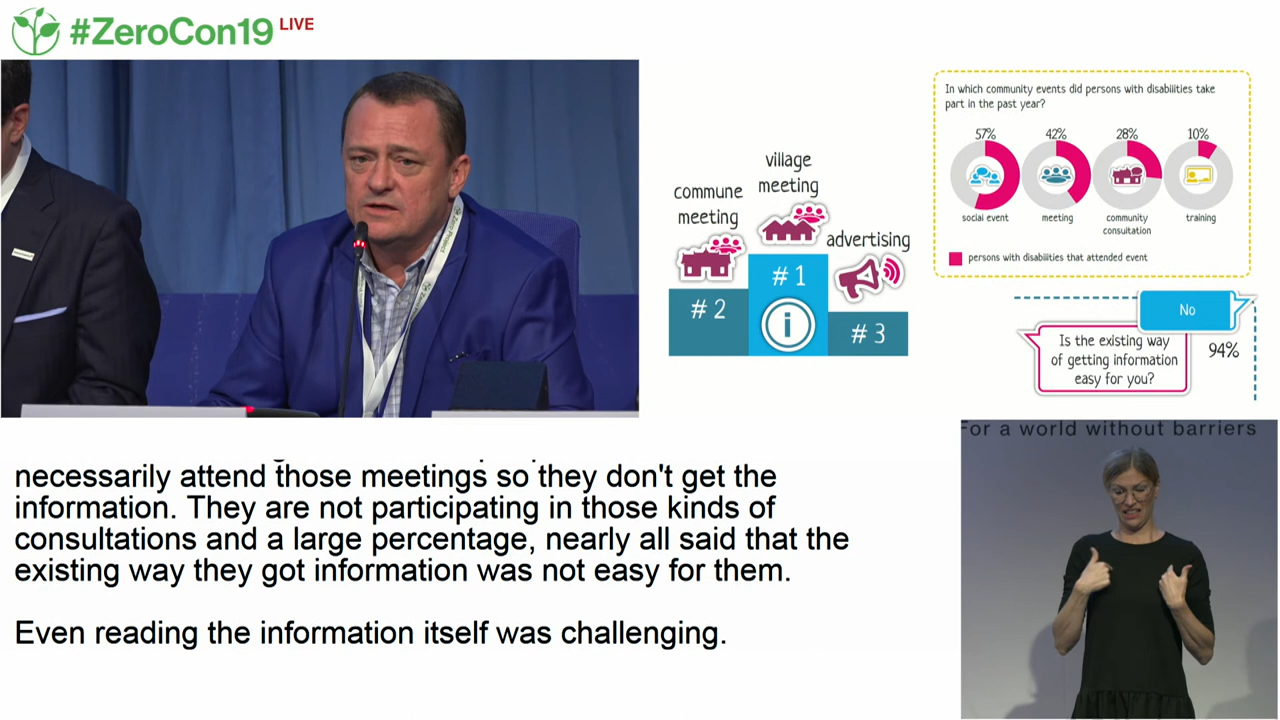 #ZeroCon19 LIVE
In which community events did persons with disabilities take
part in the past year?
57% 42% 28% 10%
social event meeting community
consultation training
persons with disabilities that attended event
village
meeting
commune
meeting
advertising
# 1
# 2
# 3
i
No
Is the existing way
of getting information
easy for you?
94%
Zero Project
For a world without barriers
necessarily attend those meetings so they don't get the
information. They are not participating in those kinds of
consultations and a large percentage, nearly all said that the
existing way they got information was not easy for them.
Even reading the information itself was challenging.